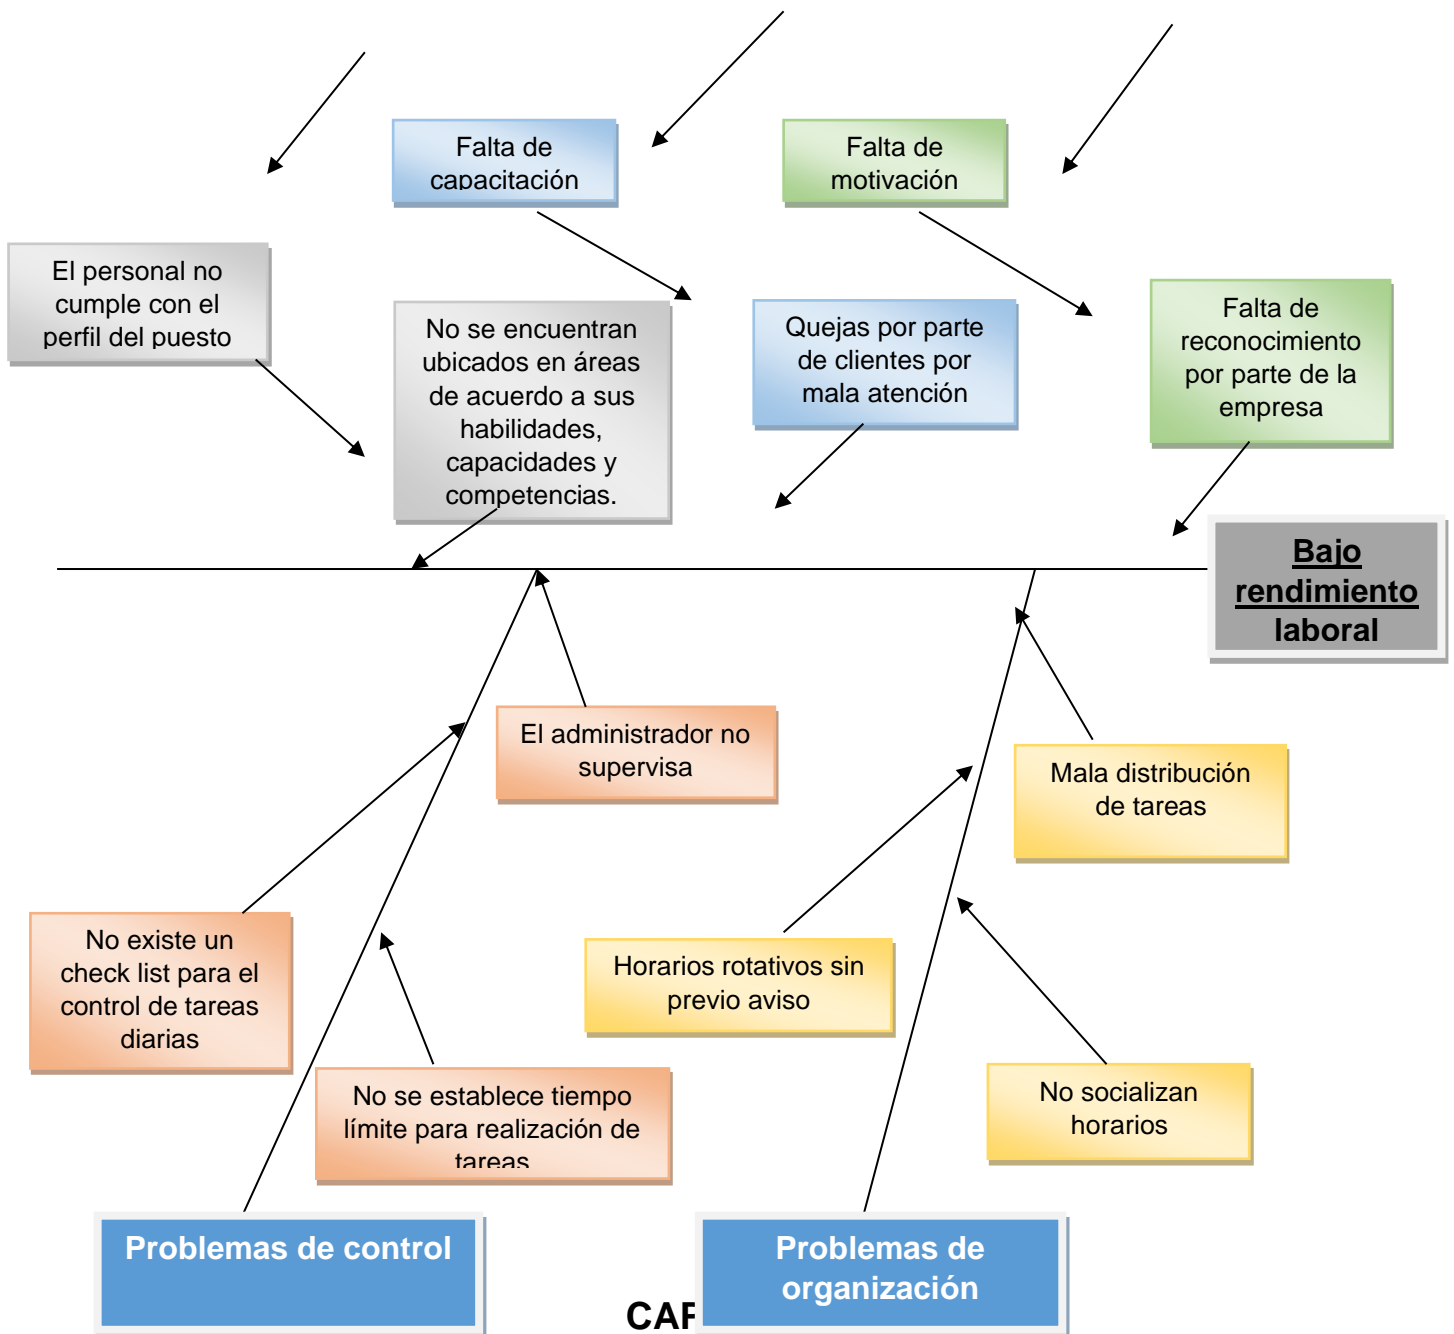 Falta de
capacitación
Falta de
motivación
El personal no
cumple con el
perfil del puesto
No se encuentran
ubicados en áreas
de acuerdo a sus
habilidades,
capacidades y
competencias.
Quejas por parte
de clientes por
mala atención
Falta de
reconocimiento
por parte de la
empresa
Bajo
rendimiento
laboral
El administrador no
supervisa
Mala distribución
de tareas
No existe un
check list para el
control de tareas
diarias
Horarios rotativos sin
previo aviso
No se establece tiempo
límite para realización de
tareas
No socializan
horarios
Problemas de control
Problemas de
organización